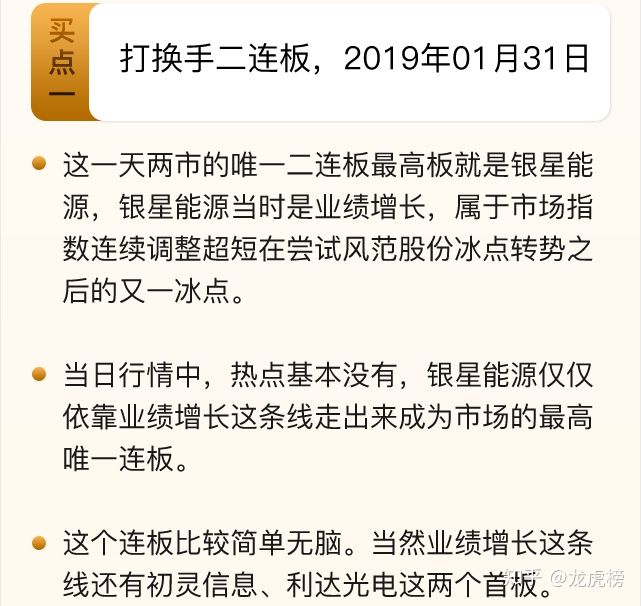 买点一
打换手二连板，2019年01月31日
这一天两市的唯一二连板最高板就是银星能
源，银星能源当时是业绩增长，属于市场指
数连续调整超短在尝试风范股份冰点转势之
后的又一冰点。
当日行情中，热点基本没有，银星能源仅仅
依靠业绩增长这条线走出来成为市场的最高
唯一连板。
这个连板比较简单无脑。当然业绩增长这条
线还有初灵信息、利达光电这两个首板。
知乎 @龙虎榜